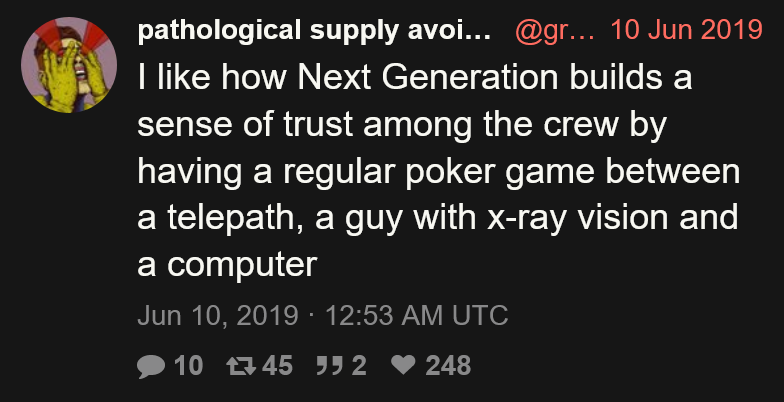 pathological supply avoi... @gr... 10 Jun 2019
I like how Next Generation builds a
sense of trust among the crew by
having a regular poker game between
a telepath, a guy with x-ray vision and
a computer
Jun 10, 2019 · 12:53 AM UTC
10 45 2 248